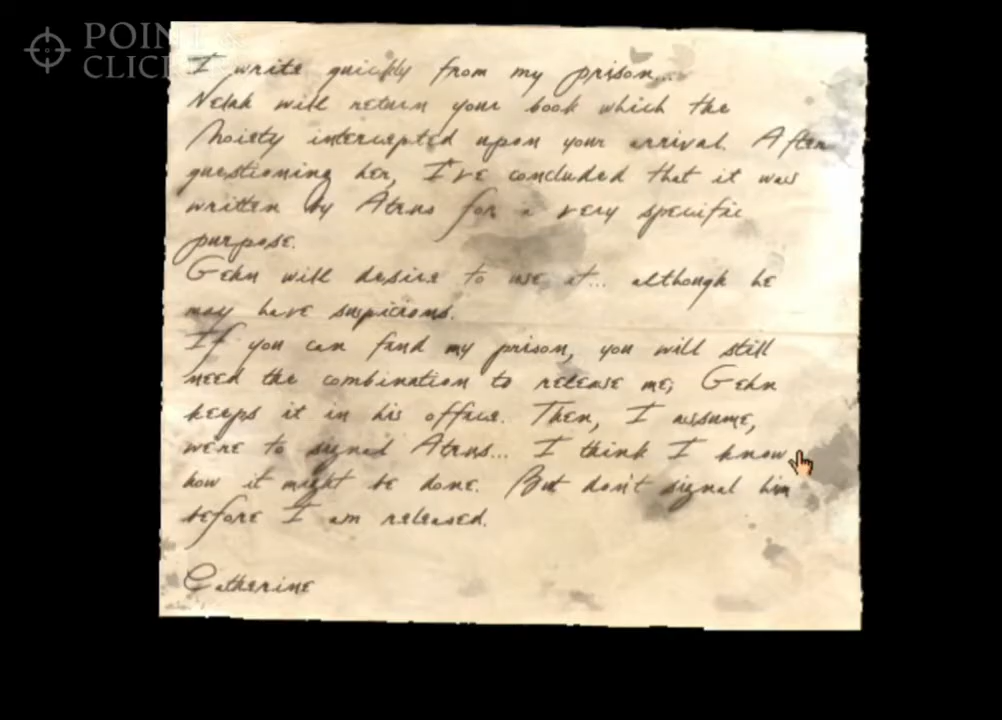 POINT &
CLICK
I write quickly from my prison...
Nelah will return your book which the
Moiety intercepted upon your arrival. After
questioning her, I've concluded that it was
written by Atrus for a very specific
purpose.
Gehn will desire to use it... although he
may have suspicions.
If you can find my prison, you will still
need the combination to release me; Gehn
keeps it in his office. Then, I assume,
we're to signal Atrus... I think I know
how it might be done. But don't signal him
before I am released.
Catherine